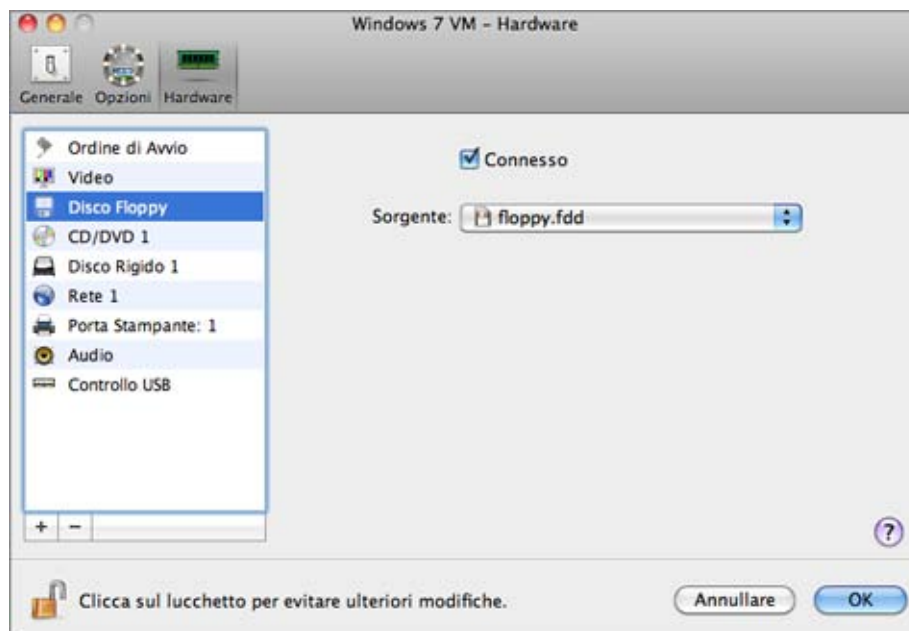 Windows 7 VM – Hardware
Generale Opzioni Hardware
Ordine di Avvio
Video
Disco Floppy
CD/DVD 1
Disco Rigido 1
Rete 1
Porta Stampante: 1
Audio
Controllo USB
+ −
Connesso
Sorgente: floppy.fdd
?
Clicca sul lucchetto per evitare ulteriori modifiche.
Annullare OK